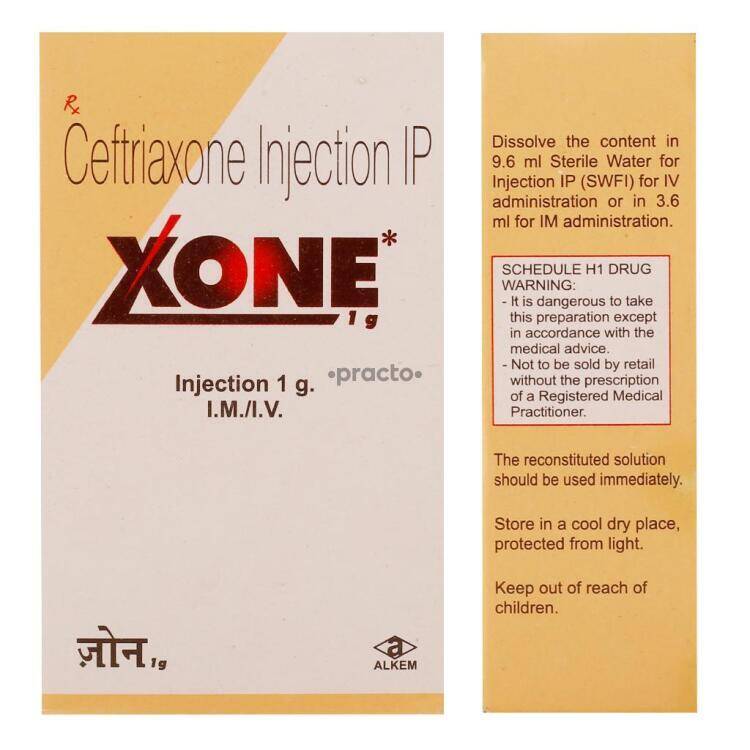 Rx
Ceftriaxone Injection IP
XONE*
1 g
Injection 1 g.
I.M./I.V.
•practo•
ज़ोन 1g
a
ALKEM
Dissolve the content in
9.6 ml Sterile Water for
Injection IP (SWFI) for IV
administration or in 3.6
ml for IM administration.
SCHEDULE H1 DRUG
WARNING:
- It is dangerous to take
this preparation except
in accordance with the
medical advice.
- Not to be sold by retail
without the prescription
of a Registered Medical
Practitioner.
The reconstituted solution
should be used immediately.
Store in a cool dry place,
protected from light.
Keep out of reach of
children.